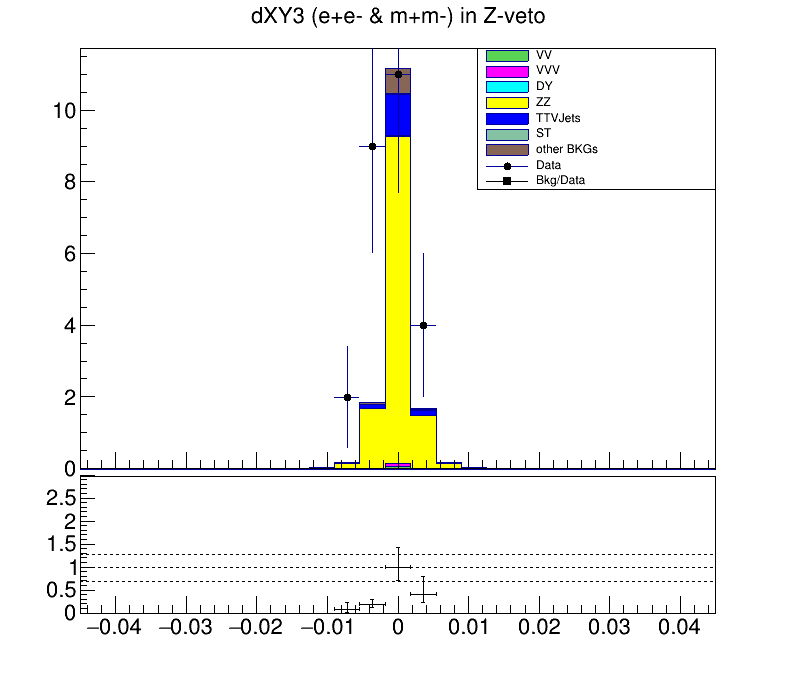 dXY3 (e+e- & m+m-) in Z-veto
VV
VVV
DY
ZZ
TTVJets
ST
other BKGs
Data
Bkg/Data
10
8
6
4
2
0
2.5
2
1.5
1
0.5
0
−0.04 −0.03 −0.02 −0.01 0 0.01 0.02 0.03 0.04